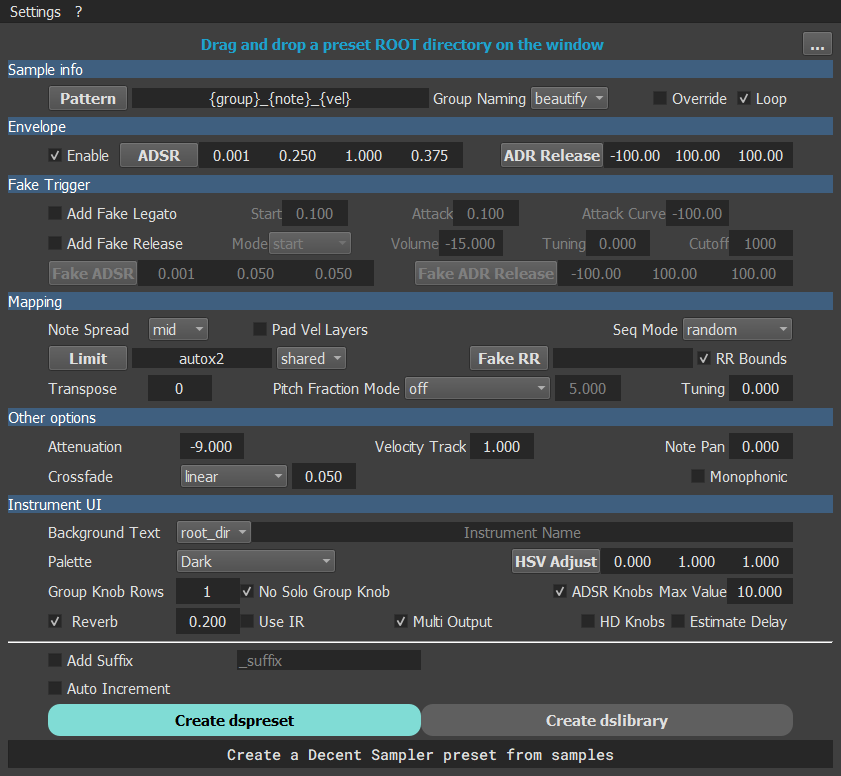 Settings ?
Drag and drop a preset ROOT directory on the window ...
Sample info
Pattern {group}_{note}_{vel} Group Naming beautify Override Loop
Envelope
Enable ADSR 0.001 0.250 1.000 0.375 ADR Release -100.00 100.00 100.00
Fake Trigger
Add Fake Legato Start 0.100 Attack 0.100 Attack Curve -100.00
Add Fake Release Mode start Volume -15.000 Tuning 0.000 Cutoff 1000
Fake ADSR 0.001 0.050 0.050 Fake ADR Release -100.00 100.00 100.00
Mapping
Note Spread mid Pad Vel Layers Seq Mode random
Limit autox2 shared Fake RR RR Bounds
Transpose 0 Pitch Fraction Mode off 5.000 Tuning 0.000
Other options
Attenuation -9.000 Velocity Track 1.000 Note Pan 0.000
Crossfade linear 0.050 Monophonic
Instrument UI
Background Text root_dir Instrument Name
Palette Dark HSV Adjust 0.000 1.000 1.000
Group Knob Rows 1 No Solo Group Knob ADSR Knobs Max Value 10.000
Reverb 0.200 Use IR Multi Output HD Knobs Estimate Delay
Add Suffix _suffix
Auto Increment
Create dspreset Create dslibrary
Create a Decent Sampler preset from samples